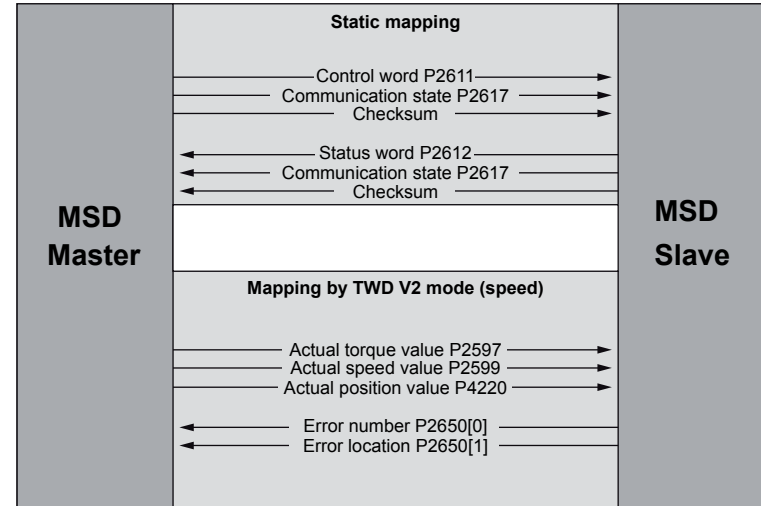 Static mapping
Control word P2611
Communication state P2617
Checksum
Status word P2612
Communication state P2617
Checksum
MSD
Master
MSD
Slave
Mapping by TWD V2 mode (speed)
Actual torque value P2597
Actual speed value P2599
Actual position value P4220
Error number P2650[0]
Error location P2650[1]